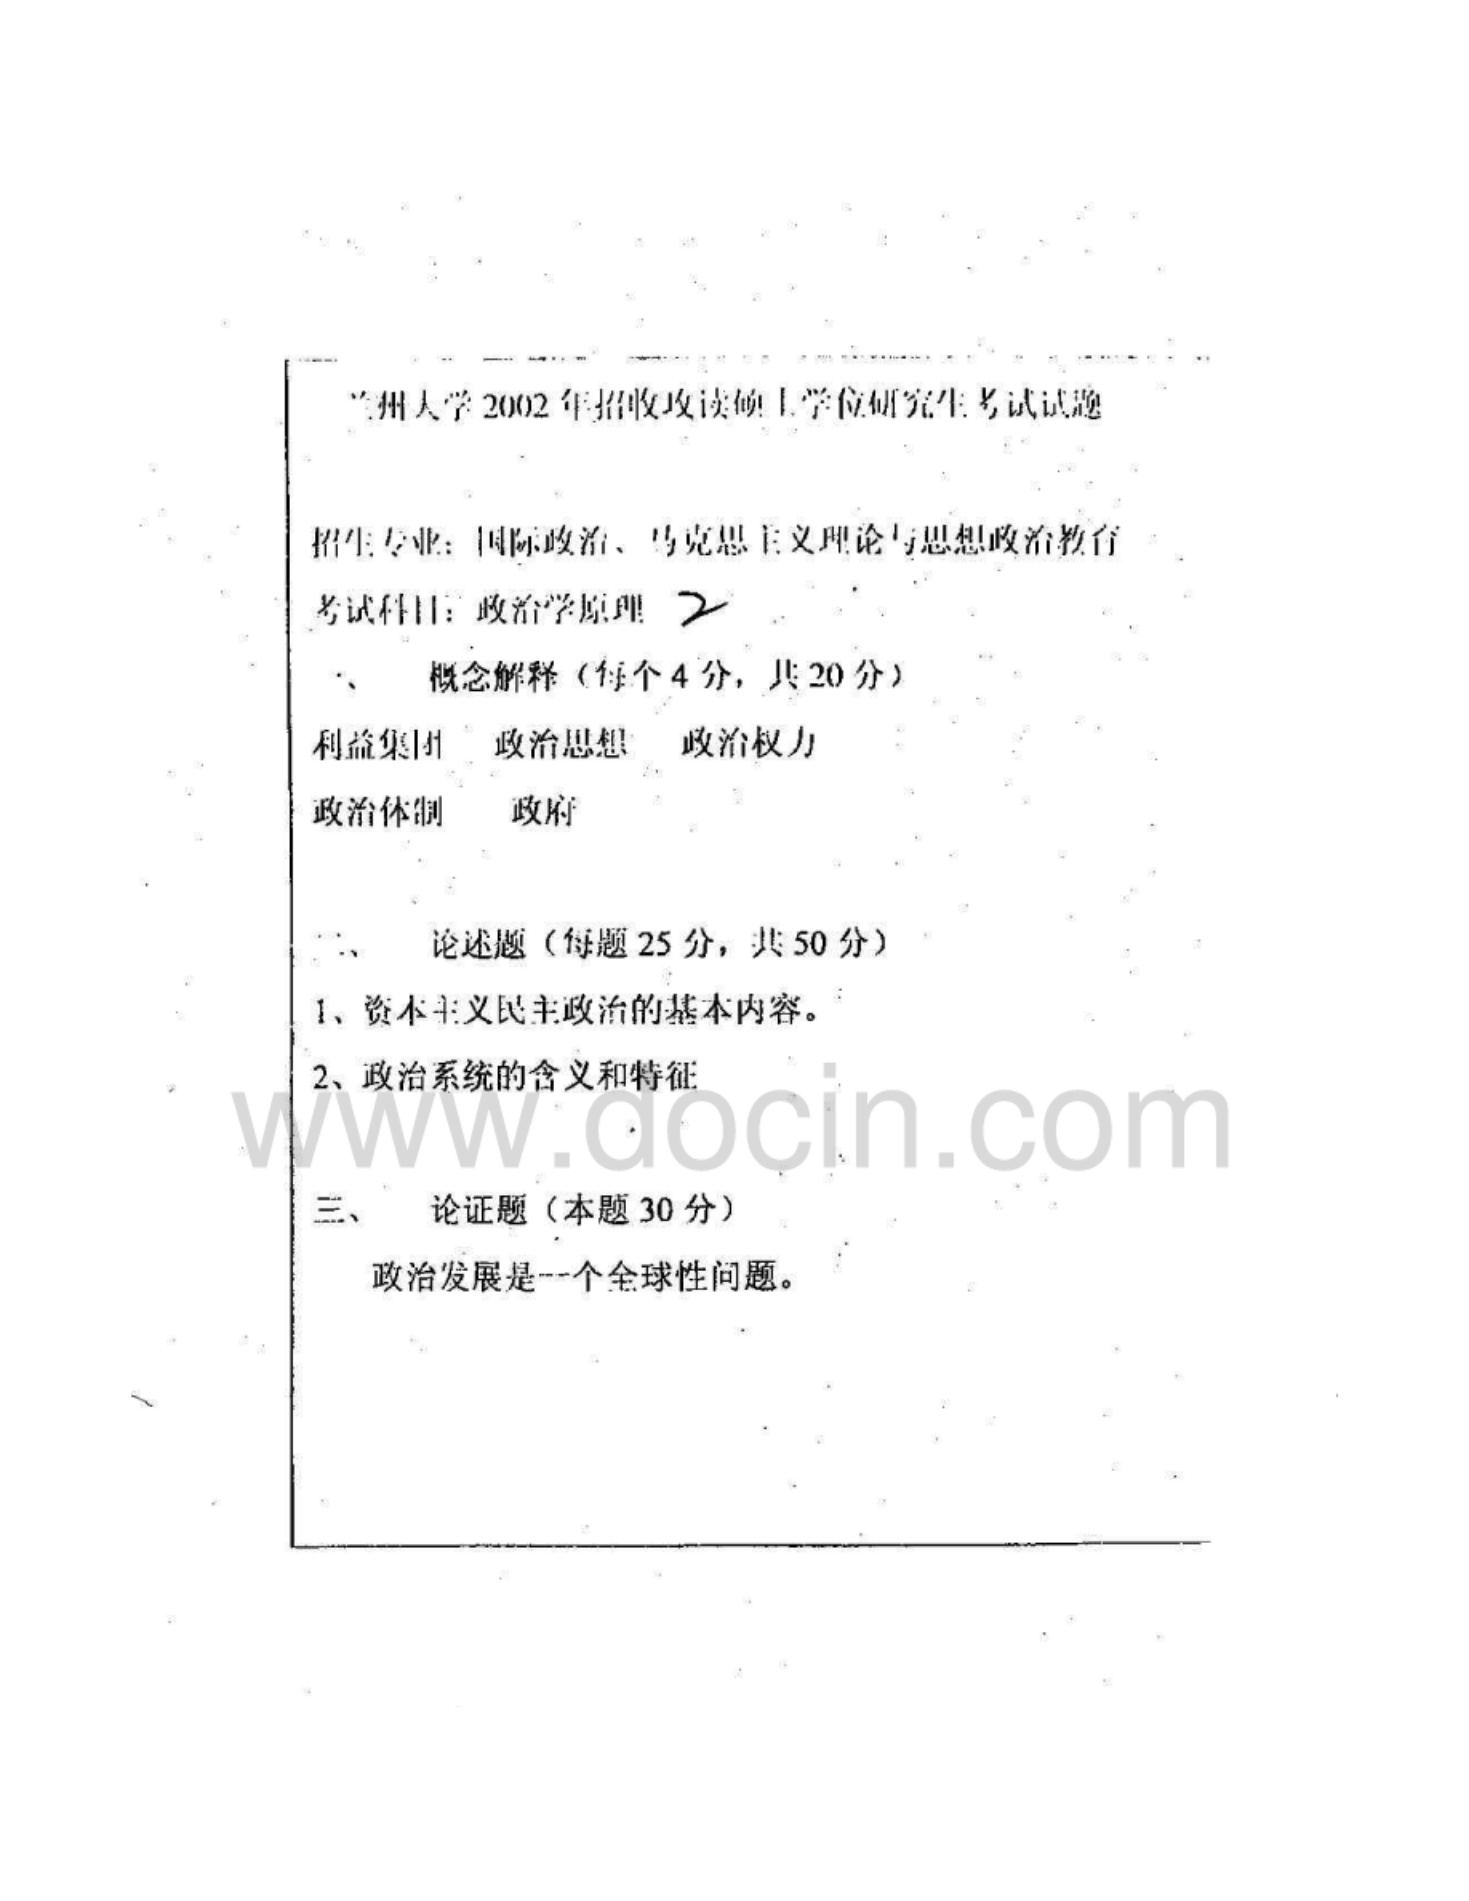 兰州大学2002年招收攻读硕士学位研究生考试试题
招生专业：国际政治、马克思主义理论与思想政治教育
考试科目：政治学原理 2
一、 概念解释（每个4分，共20分）
利益集团 政治思想 政治权力
政治体制 政府
二、 论述题（每题25分，共50分）
1、资本主义民主政治的基本内容。
2、政治系统的含义和特征
www.docin.com
三、 论证题（本题30分）
政治发展是一个全球性问题。